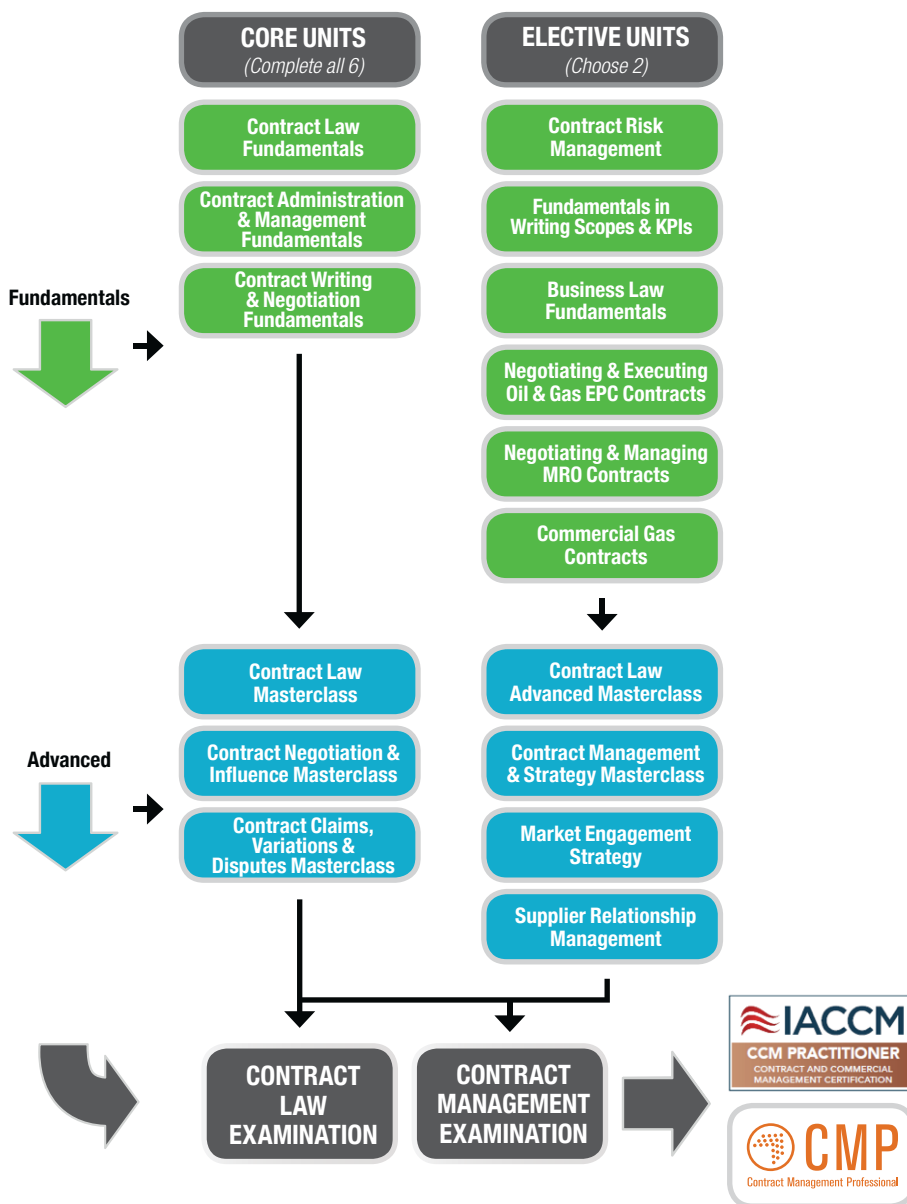 CORE UNITS
(Complete all 6)
ELECTIVE UNITS
(Choose 2)
Fundamentals
Contract Law
Fundamentals
Contract Administration
& Management
Fundamentals
Contract Writing
& Negotiation
Fundamentals
Contract Risk
Management
Fundamentals in
Writing Scopes & KPIs
Business Law
Fundamentals
Negotiating & Executing
Oil & Gas EPC Contracts
Negotiating & Managing
MRO Contracts
Commercial Gas
Contracts
Advanced
Contract Law
Masterclass
Contract Negotiation &
Influence Masterclass
Contract Claims,
Variations &
Disputes Masterclass
Contract Law
Advanced Masterclass
Contract Management
& Strategy Masterclass
Market Engagement
Strategy
Supplier Relationship
Management
CONTRACT
LAW
EXAMINATION
CONTRACT
MANAGEMENT
EXAMINATION
IACCM
CCM PRACTITIONER
CONTRACT AND COMMERCIAL
MANAGEMENT CERTIFICATION
CMP
Contract Management Professional